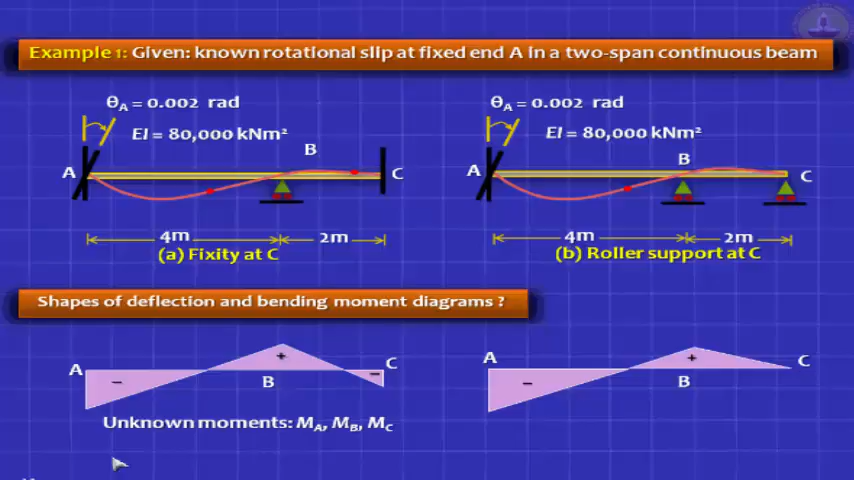 Example 1: Given: known rotational slip at fixed end A in a two-span continuous beam
θA = 0.002 rad
EI = 80,000 kNm²
A
B
C
4m
2m
(a) Fixity at C
θA = 0.002 rad
EI = 80,000 kNm²
A
B
C
4m
2m
(b) Roller support at C
Shapes of deflection and bending moment diagrams ?
A
B
C
−
+
−
Unknown moments: MA, MB, MC
A
B
C
−
+